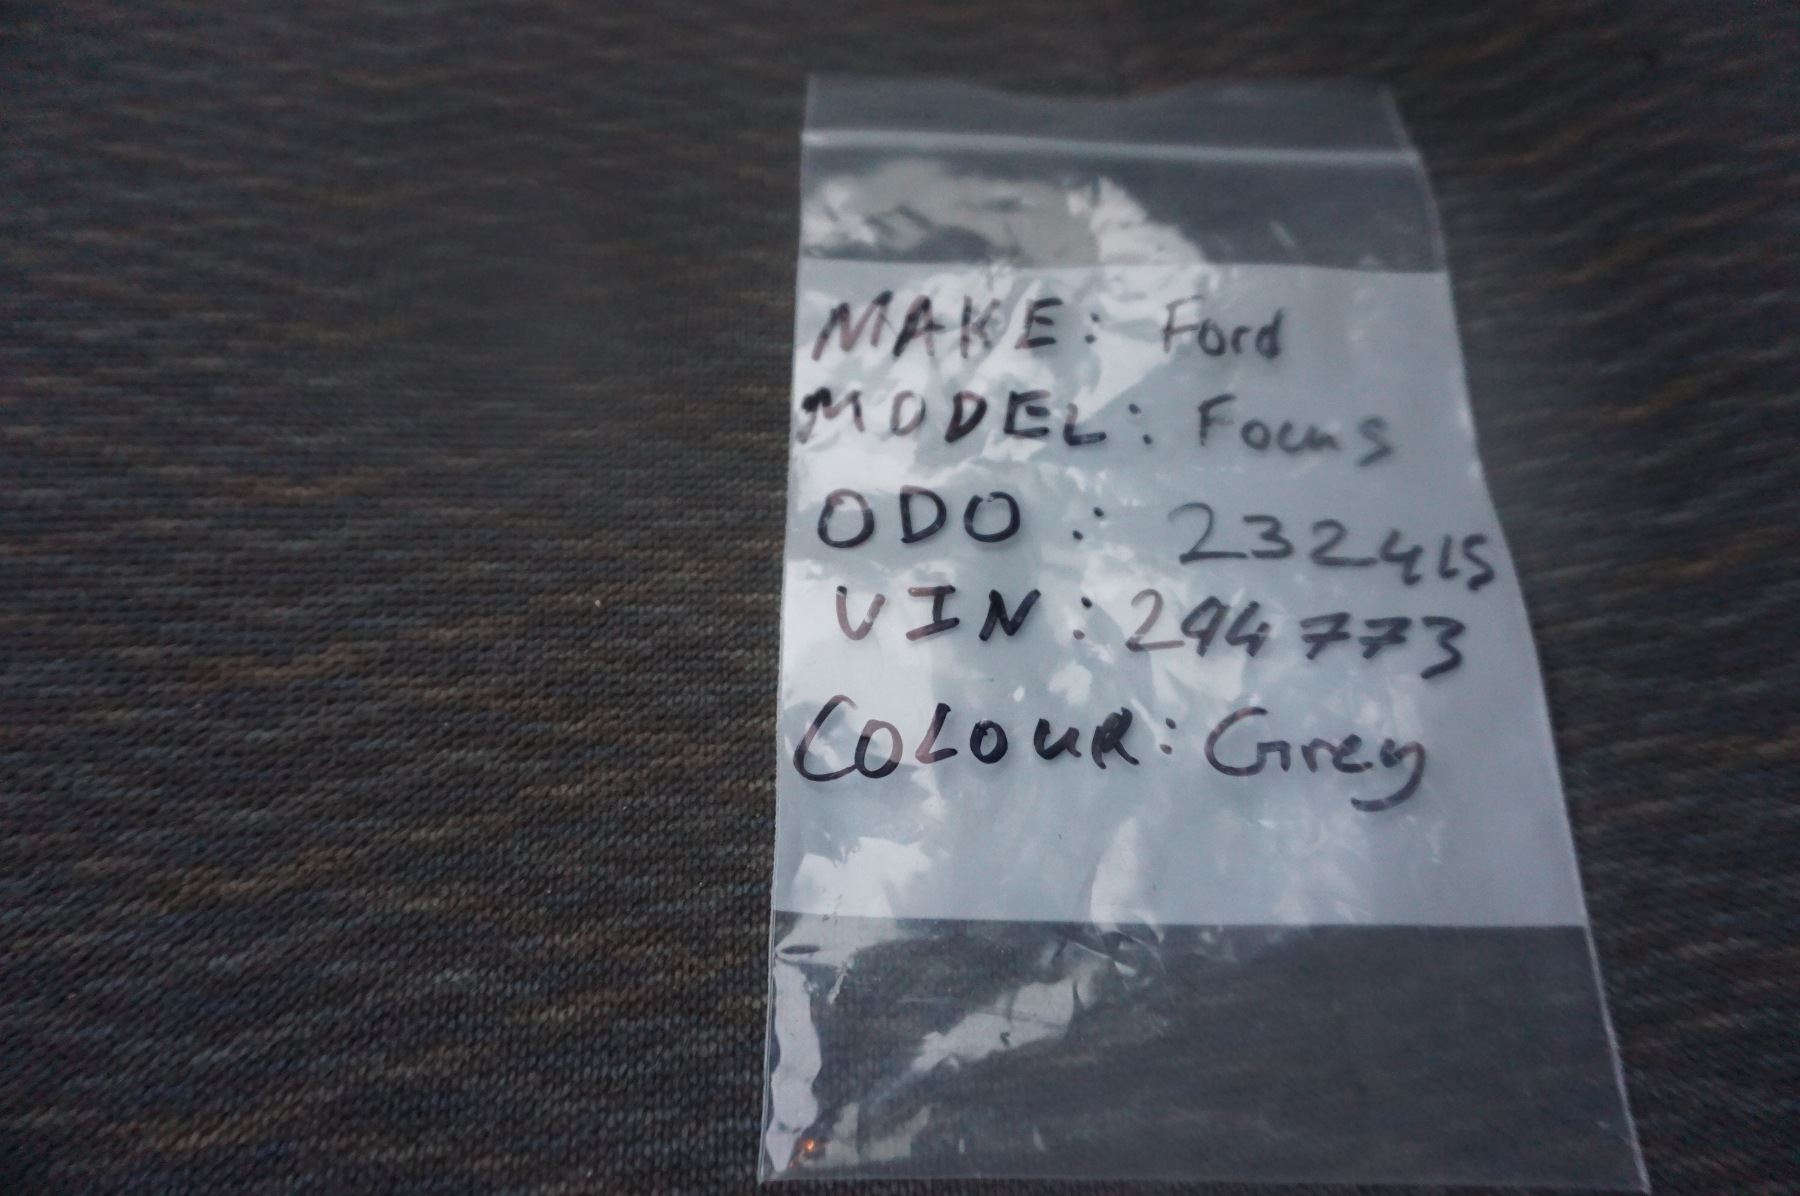 MAKE: Ford
MODEL: Focus
ODO: 232415
VIN: 294773
COLOUR: Grey